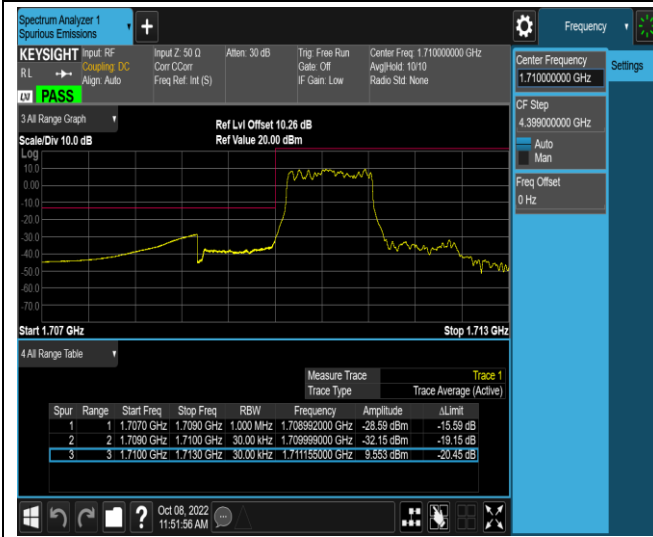 Spectrum Analyzer 1
Spurious Emissions
Frequency
KEYSIGHT
RL
LXI PASS
Input: RF
Coupling: DC
Align: Auto
Input Z: 50 Ω
Corr CCorr
Freq Ref: Int (S)
Atten: 30 dB
Trig: Free Run
Gate: Off
IF Gain: Low
Center Freq: 1.710000000 GHz
Avg|Hold: 10/10
Radio Std: None
Center Frequency
1.710000000 GHz
Settings
CF Step
4.399000000 GHz
Auto
Man
Freq Offset
0 Hz
3 All Range Graph
Ref Lvl Offset 10.26 dB
Scale/Div 10.0 dB
Ref Value 20.00 dBm
Log
10.0
0.00
-10.0
-20.0
-30.0
-40.0
-50.0
-60.0
-70.0
Start 1.707 GHz
Stop 1.713 GHz
4 All Range Table
Measure Trace Trace 1
Trace Type Trace Average (Active)
Spur Range Start Freq Stop Freq RBW Frequency Amplitude ΔLimit
1 1 1.7070 GHz 1.7090 GHz 1.000 MHz 1.708992000 GHz -28.59 dBm -15.59 dB
2 2 1.7090 GHz 1.7100 GHz 30.00 kHz 1.709999000 GHz -32.15 dBm -19.15 dB
3 3 1.7100 GHz 1.7130 GHz 30.00 kHz 1.711155000 GHz 9.553 dBm -20.45 dB
?
Oct 08, 2022
11:51:56 AM